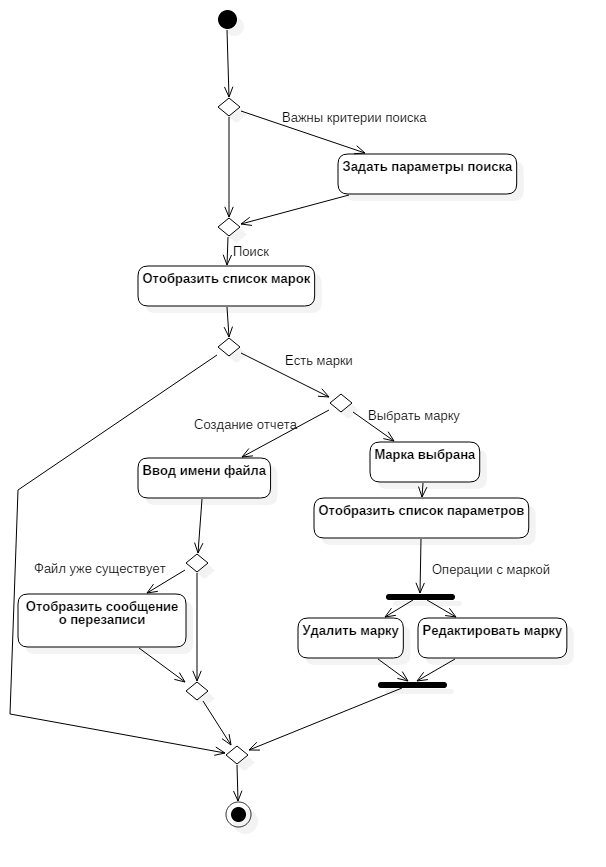 Важны критерии поиска
Задать параметры поиска
Поиск
Отобразить список марок
Есть марки
Создание отчета
Выбрать марку
Ввод имени файла
Марка выбрана
Отобразить список параметров
Файл уже существует
Операции с маркой
Отобразить сообщение
о перезаписи
Удалить марку
Редактировать марку